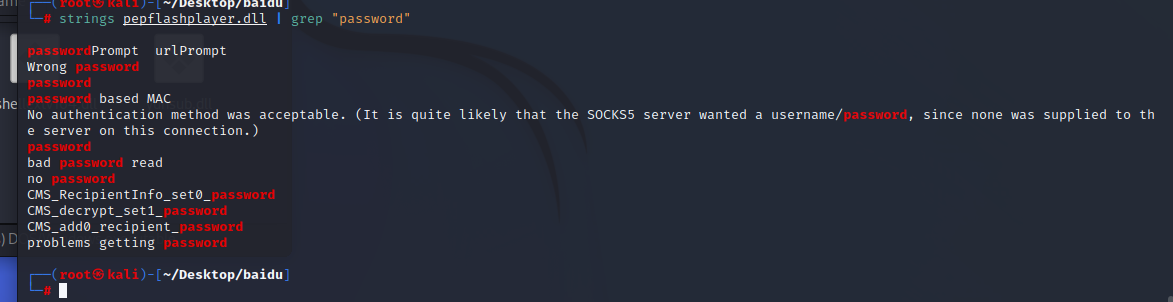 ┌──(root㉿kali)-[~/Desktop/baidu]
└─# strings pepflashplayer.dll | grep "password"
passwordPrompt  urlPrompt
Wrong password
password
password based MAC
No authentication method was acceptable. (It is quite likely that the SOCKS5 server wanted a username/password, since none was supplied to th
e server on this connection.)
password
bad password read
no password
CMS_RecipientInfo_set0_password
CMS_decrypt_set1_password
CMS_add0_recipient_password
problems getting password
┌──(root㉿kali)-[~/Desktop/baidu]
└─#